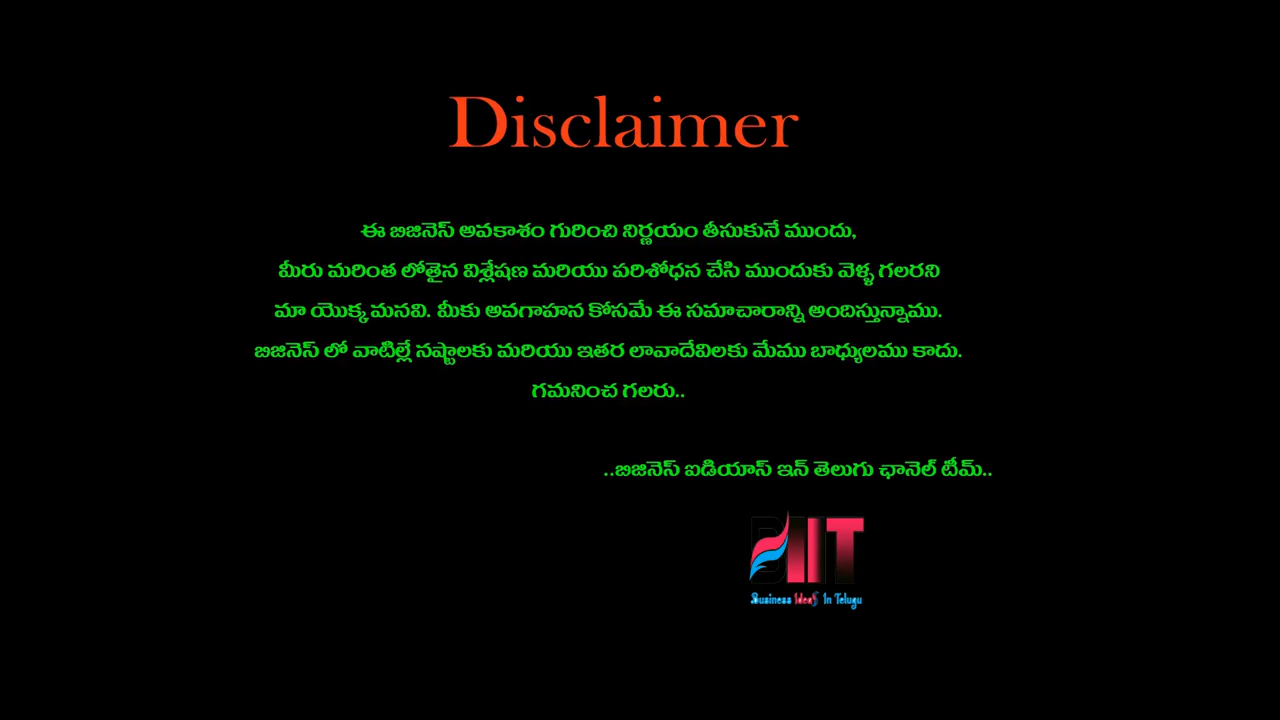 Disclaimer
ఈ బిజినెస్ అవకాశం గురించి నిర్ణయం తీసుకునే ముందు,
మీరు మరింత లోతైన విశ్లేషణ మరియు పరిశోధన చేసి ముందుకు వెళ్ళ గలరని
మా యొక్క మనవి. మీకు అవగాహన కోసమే ఈ సమాచారాన్ని అందిస్తున్నాము.
బిజినెస్ లో వాటిల్లే నష్టాలకు మరియు ఇతర లావాదేవిలకు మేము బాధ్యులము కాదు.
గమనించ గలరు..
..బిజినెస్ ఐడియాస్ ఇన్ తెలుగు ఛానెల్ టీమ్..
BIIT
Business Ideas In Telugu